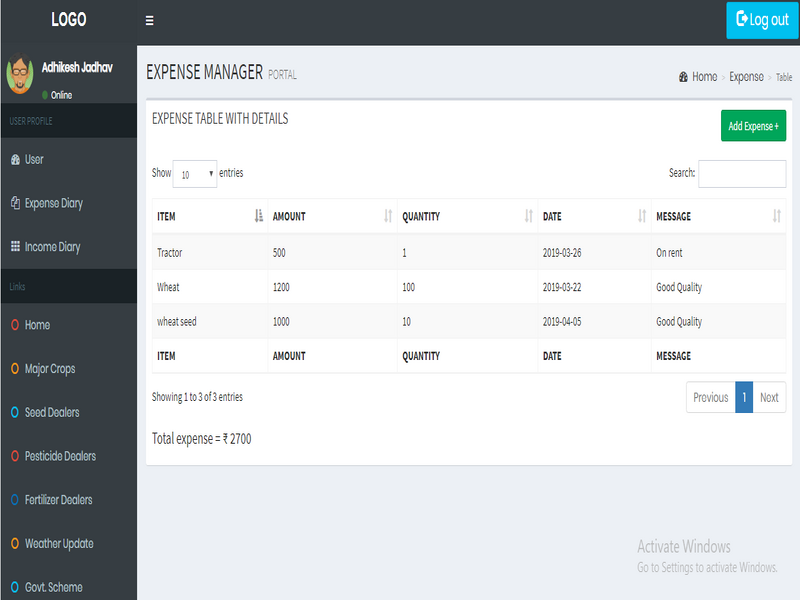 LOGO
Log out
Adhikesh Jadhav
Online
USER PROFILE
User
Expense Diary
Income Diary
Links
Home
Major Crops
Seed Dealers
Pesticide Dealers
Fertilizer Dealers
Weather Update
Govt. Scheme
EXPENSE MANAGER PORTAL
Home > Expenso > Table
EXPENSE TABLE WITH DETAILS
Add Expense +
Show 10 entries
Search:
ITEM AMOUNT QUANTITY DATE MESSAGE
Tractor 500 1 2019-03-26 On rent
Wheat 1200 100 2019-03-22 Good Quality
wheat seed 1000 10 2019-04-05 Good Quality
ITEM AMOUNT QUANTITY DATE MESSAGE
Showing 1 to 3 of 3 entries
Previous 1 Next
Total expense = ₹ 2700
Activate Windows
Go to Settings to activate Windows.